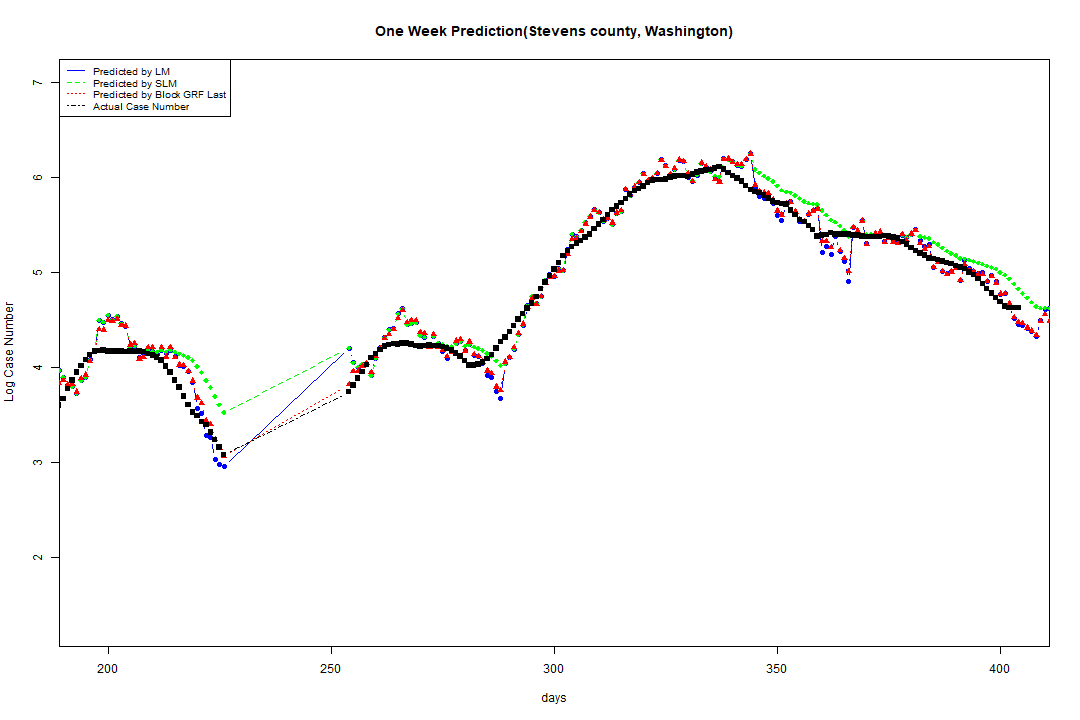 One Week Prediction(Stevens county, Washington)
Predicted by LM
Predicted by SLM
Predicted by Block GRF Last
Actual Case Number
7
6
5
4
3
2
Log Case Number
200 250 300 350 400
days